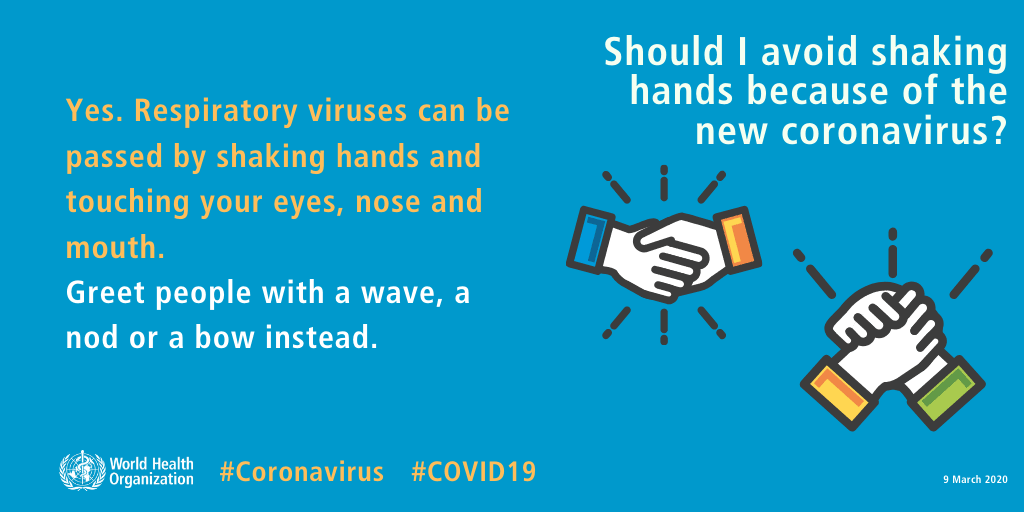 Should I avoid shaking
hands because of the
new coronavirus?
Yes. Respiratory viruses can be
passed by shaking hands and
touching your eyes, nose and
mouth.
Greet people with a wave, a
nod or a bow instead.
World Health
Organization
#Coronavirus #COVID19
9 March 2020